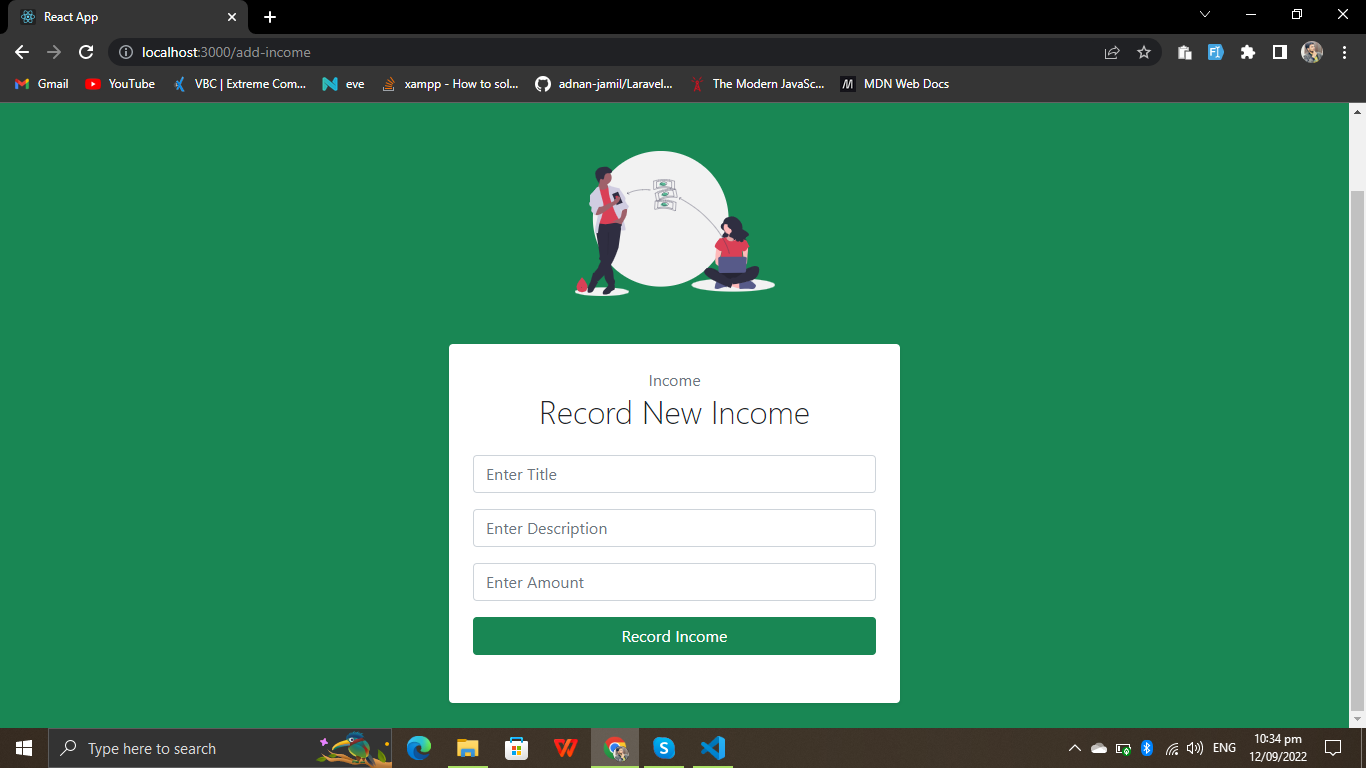 React App
localhost:3000/add-income
Gmail
YouTube
VBC | Extreme Com...
eve
xampp - How to sol...
adnan-jamil/Laravel...
The Modern JavaSc...
MDN Web Docs
Income
Record New Income
Enter Title
Enter Description
Enter Amount
Record Income
Type here to search
ENG
10:34 pm
12/09/2022